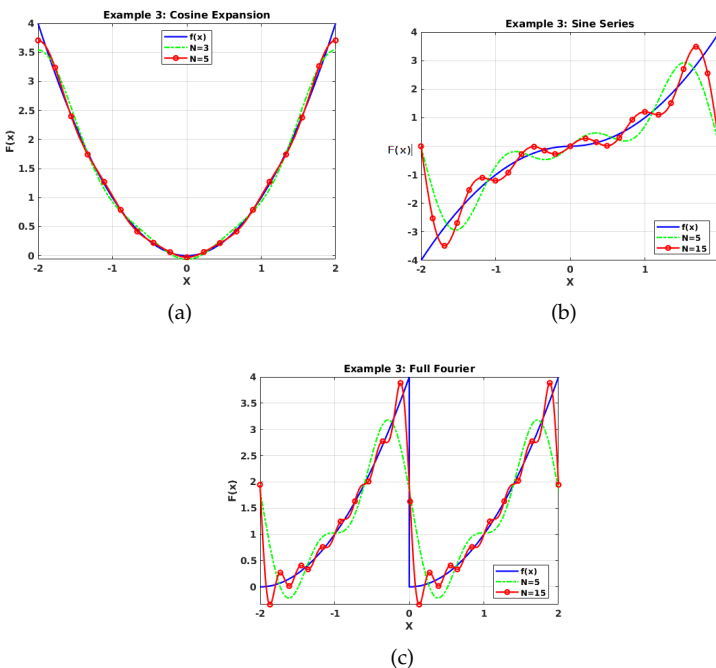 Example 3: Cosine Expansion
4
3.5
3
2.5
2
1.5
1
0.5
0
F(x)
f(x)
N=3
N=5
-2 -1 0 1 2
X
(a)
Example 3: Sine Series
4
3
2
1
F(x)
-1
-2
-3
-4
f(x)
N=5
N=15
-2 -1 0 1
X
(b)
Example 3: Full Fourier
4
3.5
3
2.5
2
1.5
1
0.5
0
F(x)
f(x)
N=5
N=15
-2 -1 0 1 2
X
(c)